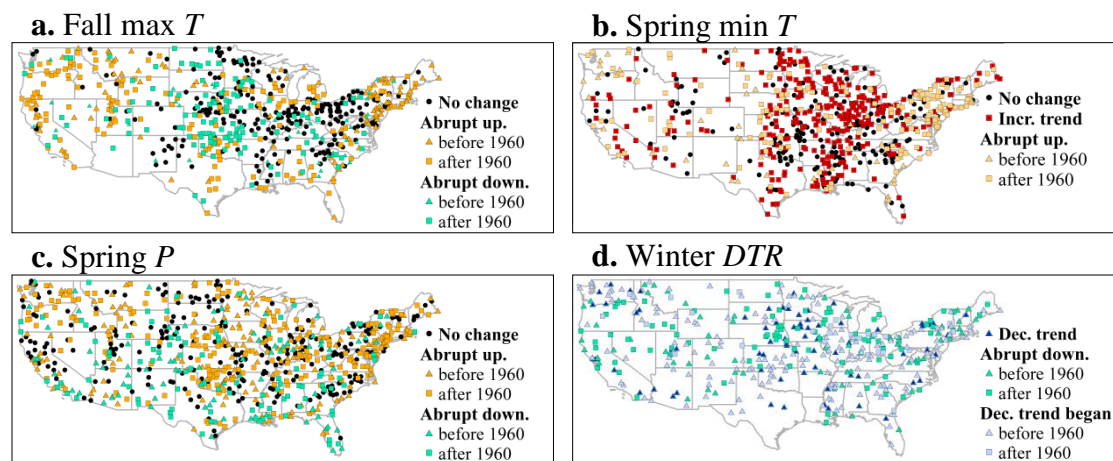 a. Fall max T
No change
Abrupt up.
before 1960
after 1960
Abrupt down.
before 1960
after 1960
b. Spring min T
No change
Incr. trend
Abrupt up.
before 1960
after 1960
c. Spring P
No change
Abrupt up.
before 1960
after 1960
Abrupt down.
before 1960
after 1960
d. Winter DTR
Dec. trend
Abrupt down.
before 1960
after 1960
Dec. trend began
before 1960
after 1960